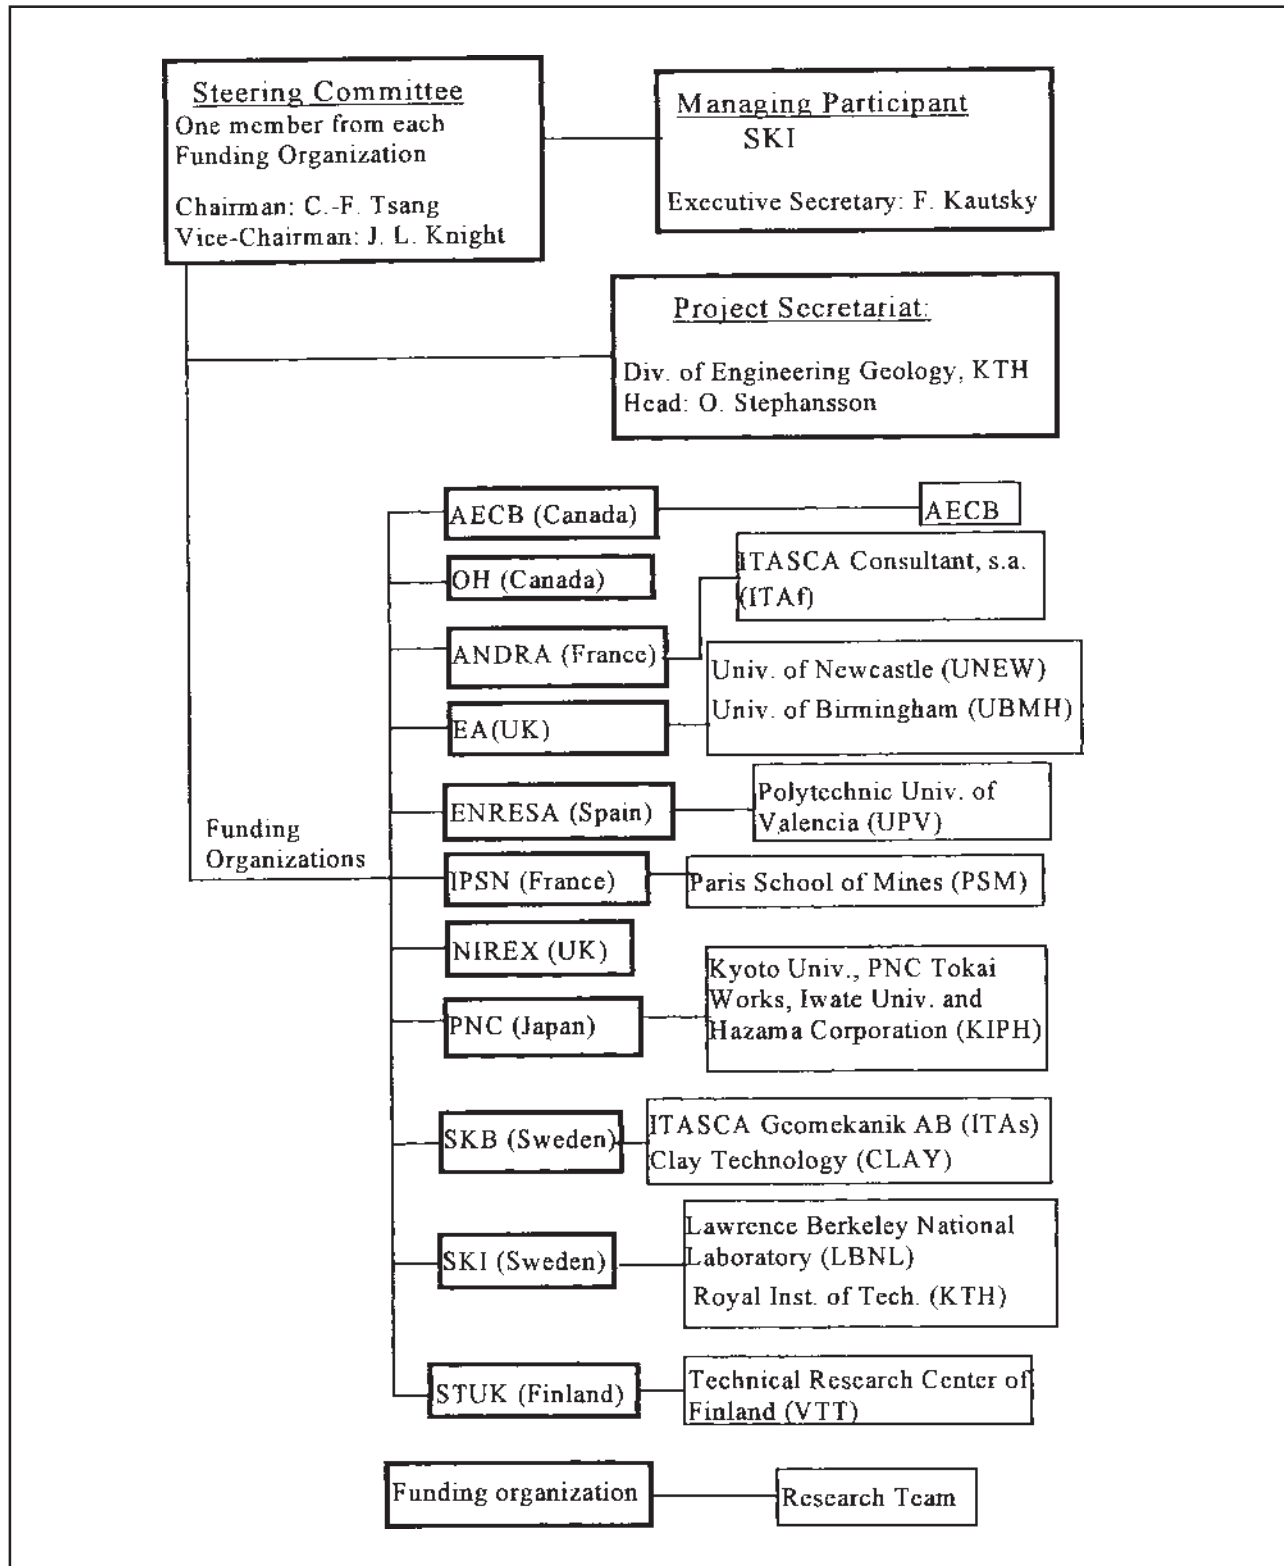 Steering Committee
One member from each
Funding Organization
Chairman: C.-F. Tsang
Vice-Chairman: J. L. Knight
Managing Participant
SKI
Executive Secretary: F. Kautsky
Project Secretariat:
Div. of Engineering Geology, KTH
Head: O. Stephansson
Funding
Organizations
AECB (Canada)
AECB
OH (Canada)
ANDRA (France)
ITASCA Consultant, s.a.
(ITAf)
EA(UK)
Univ. of Newcastle (UNEW)
Univ. of Birmingham (UBMH)
ENRESA (Spain)
Polytechnic Univ. of
Valencia (UPV)
IPSN (France)
Paris School of Mines (PSM)
NIREX (UK)
PNC (Japan)
Kyoto Univ., PNC Tokai
Works, Iwate Univ. and
Hazama Corporation (KIPH)
SKB (Sweden)
ITASCA Geomekanik AB (ITAs)
Clay Technology (CLAY)
SKI (Sweden)
Lawrence Berkeley National
Laboratory (LBNL)
Royal Inst. of Tech. (KTH)
STUK (Finland)
Technical Research Center of
Finland (VTT)
Funding organization
Research Team